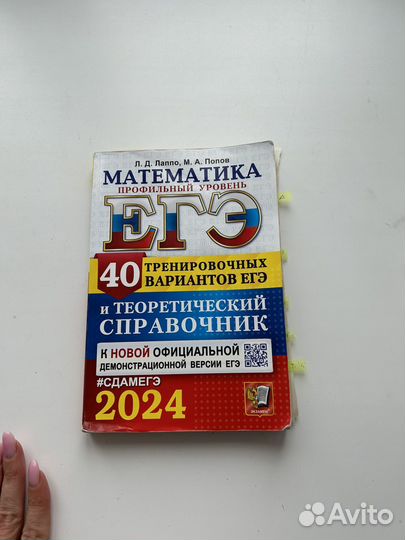 Л. Д. Лаппо, М. А. Попов
МАТЕМАТИКА
ПРОФИЛЬНЫЙ УРОВЕНЬ
ЕГЭ
40 ТРЕНИРОВОЧНЫХ
ВАРИАНТОВ ЕГЭ
и ТЕОРЕТИЧЕСКИЙ
СПРАВОЧНИК
К НОВОЙ ОФИЦИАЛЬНОЙ
ДЕМОНСТРАЦИОННОЙ ВЕРСИИ ЕГЭ
#СДАМЕГЭ
2024
ЭКЗАМЕН
Avito